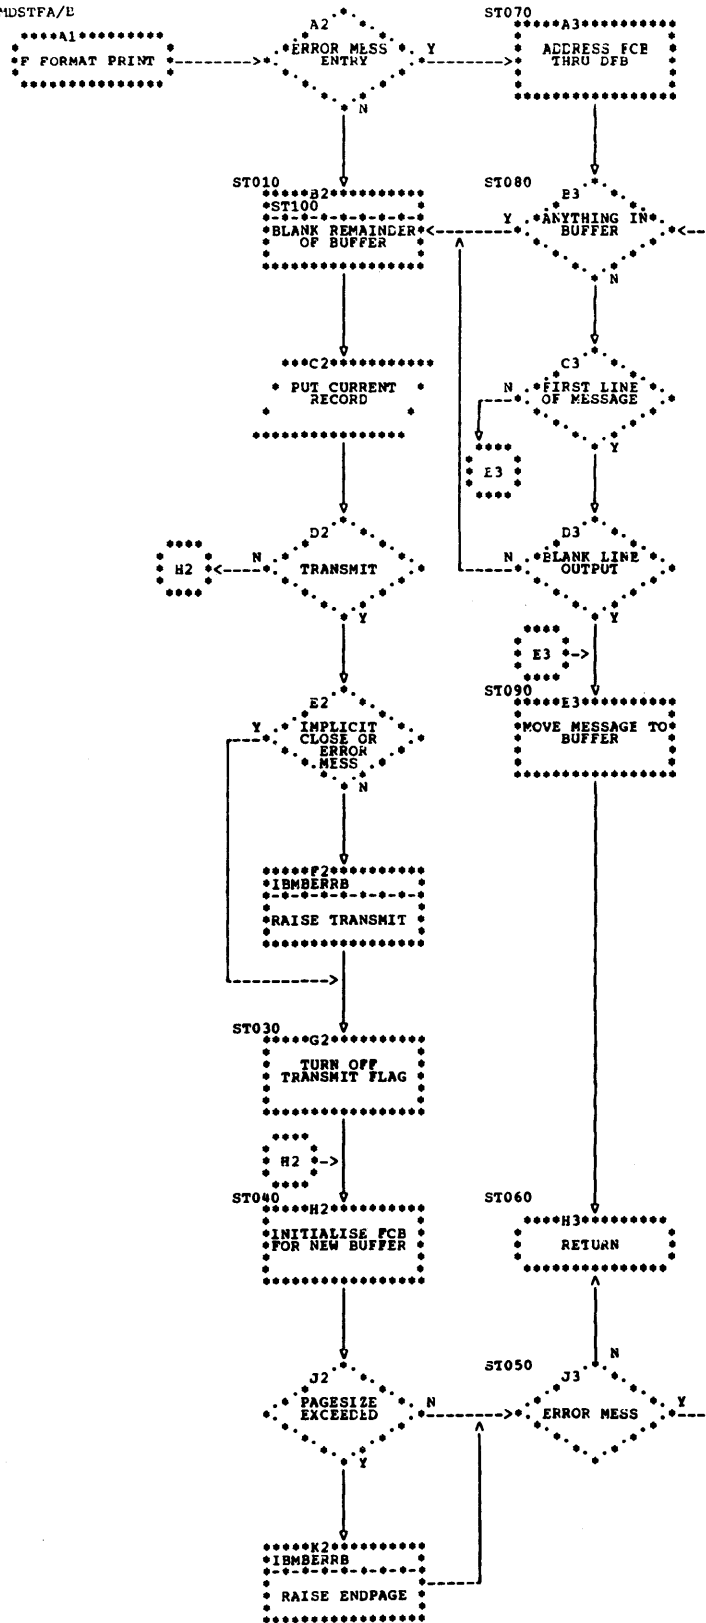 MDSTFA/B
A1
F FORMAT PRINT
A2
ERROR MESS
ENTRY
Y
N
ST070
A3
ADDRESS FCB
THRU DFB
ST010
B2
ST100
BLANK REMAINDER
OF BUFFER
ST080
B3
Y
ANYTHING IN
BUFFER
N
C2
PUT CURRENT
RECORD
C3
N
FIRST LINE
OF MESSAGE
Y
E3
D2
N
TRANSMIT
Y
H2
D3
N
BLANK LINE
OUTPUT
Y
E3
E2
Y
IMPLICIT
CLOSE OR
ERROR
MESS
N
ST090
E3
MOVE MESSAGE TO
BUFFER
F2
IBMBERRB
RAISE TRANSMIT
ST030
G2
TURN OFF
TRANSMIT FLAG
H2
ST040
H2
INITIALISE FCB
FOR NEW BUFFER
ST060
H3
RETURN
J2
PAGESIZE
EXCEEDED
N
Y
ST050
N
J3
ERROR MESS
Y
K2
IBMBERRB
RAISE ENDPAGE